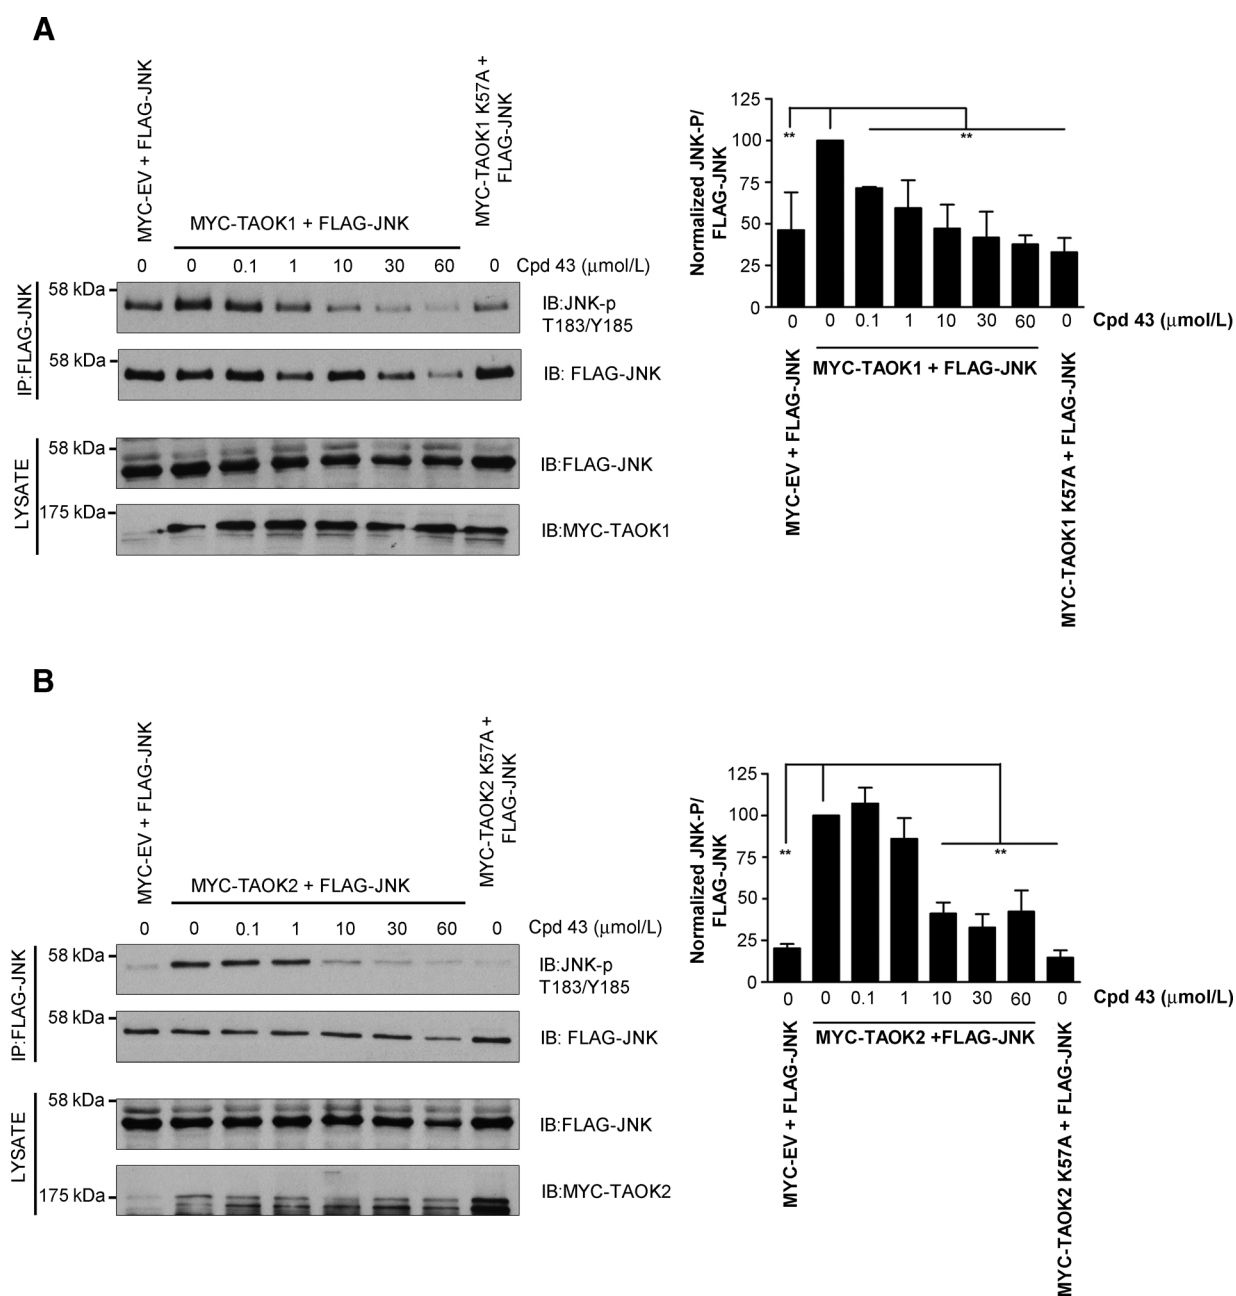 A
MYC-EV + FLAG-JNK
MYC-TAOK1 + FLAG-JNK
MYC-TAOK1 K57A +
FLAG-JNK
0 0 0.1 1 10 30 60 0 Cpd 43 (μmol/L)
IP:FLAG-JNK
58 kDa
IB:JNK-p
T183/Y185
58 kDa
IB: FLAG-JNK
LYSATE
58 kDa
IB:FLAG-JNK
175 kDa
IB:MYC-TAOK1
Normalized JNK-P/
FLAG-JNK
125
100
75
50
25
0
**
**
0 0 0.1 1 10 30 60 0 Cpd 43 (μmol/L)
MYC-EV + FLAG-JNK
MYC-TAOK1 + FLAG-JNK
MYC-TAOK1 K57A + FLAG-JNK
B
MYC-EV + FLAG-JNK
MYC-TAOK2 + FLAG-JNK
MYC-TAOK2 K57A +
FLAG-JNK
0 0 0.1 1 10 30 60 0 Cpd 43 (μmol/L)
IP:FLAG-JNK
58 kDa
IB:JNK-p
T183/Y185
58 kDa
IB: FLAG-JNK
LYSATE
58 kDa
IB:FLAG-JNK
175 kDa
IB:MYC-TAOK2
Normalized JNK-P/
FLAG-JNK
125
100
75
50
25
0
**
**
0 0 0.1 1 10 30 60 0 Cpd 43 (μmol/L)
MYC-EV + FLAG-JNK
MYC-TAOK2 +FLAG-JNK
MYC-TAOK2 K57A + FLAG-JNK